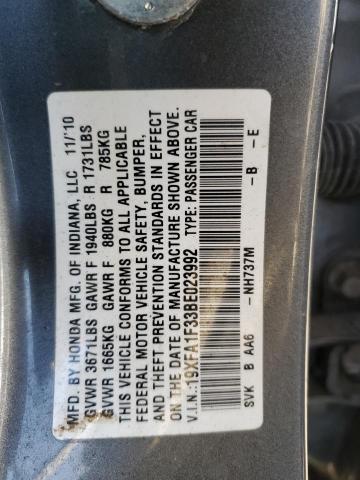 MFD. BY HONDA MFG. OF INDIANA, LLC 11/'10
GVWR 3671LBS GAWR F 1940LBS R 1731LBS
GVWR 1665KG GAWR F 880KG R 785KG
THIS VEHICLE CONFORMS TO ALL APPLICABLE
FEDERAL MOTOR VEHICLE SAFETY, BUMPER,
AND THEFT PREVENTION STANDARDS IN EFFECT
ON THE DATE OF MANUFACTURE SHOWN ABOVE.
V.I.N.:19XFA1F33BE023992 TYPE: PASSENGER CAR
SVK B AA6 -NH737M -B -E